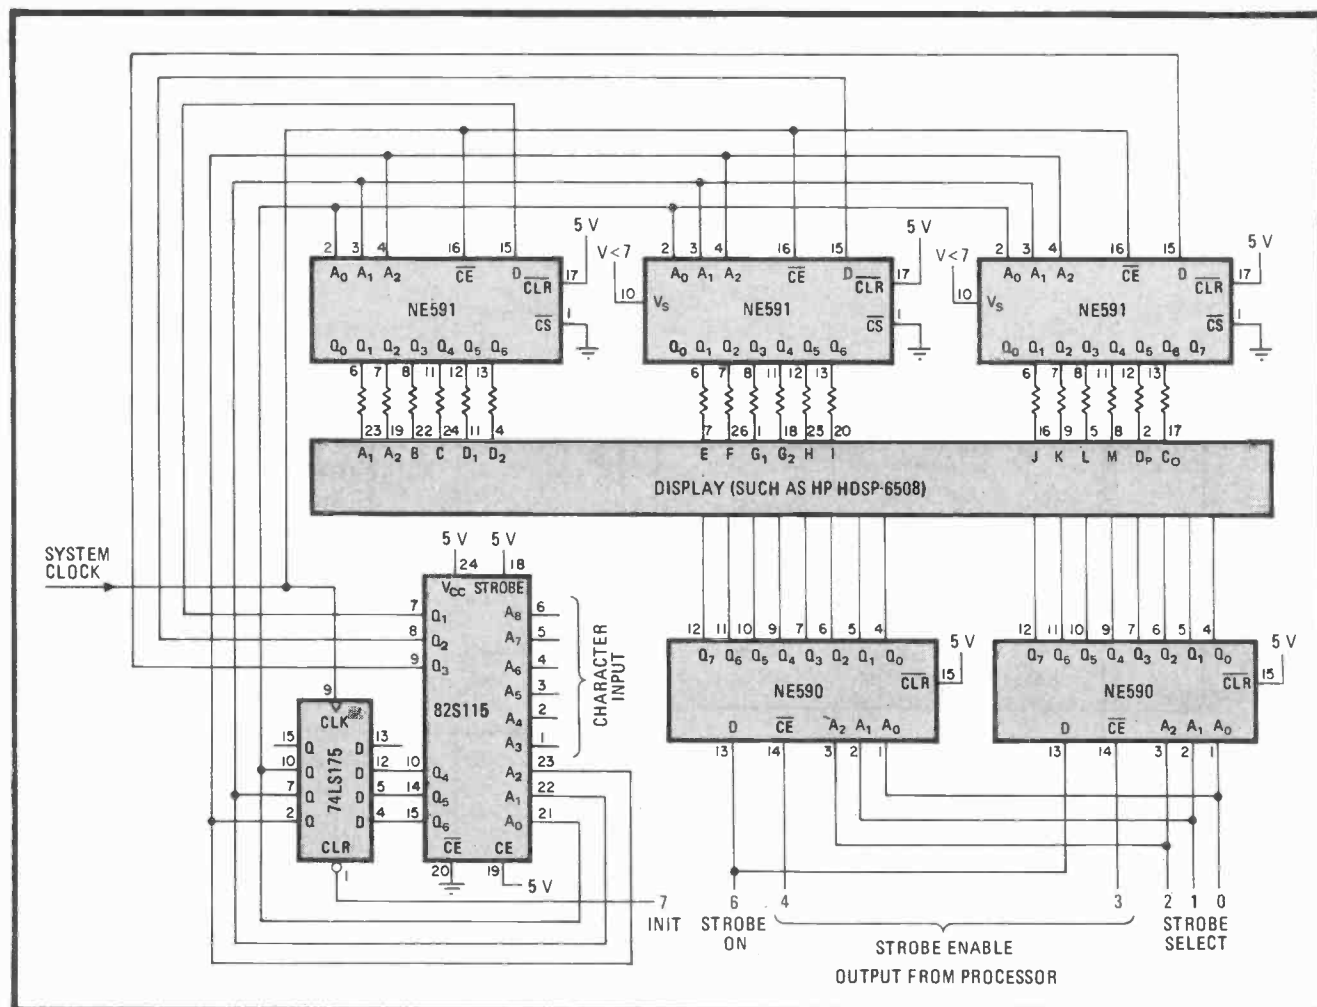 5 V
5 V
5 V
V<7
V<7
2 3 4 16 15
2 3 4 16 15
2 3 4 16 15
A0 A1 A2 CE D
17
CLR
10
A0 A1 A2 CE D
17
CLR
10
A0 A1 A2 CE D
17
CLR
NE591
1
CS
VS
NE591
1
CS
VS
NE591
1
CS
Q0 Q1 Q2 Q3 Q4 Q5 Q6
Q0 Q1 Q2 Q3 Q4 Q5 Q6
Q0 Q1 Q2 Q3 Q4 Q5 Q6 Q7
6 7 8 11 12 13
6 7 8 11 12 13
6 7 8 11 12 13
23 19 22 24 11 4
7 26 1 18 25 20
16 9 5 8 2 17
A1 A2 B C D1 D2
E F G1 G2 H I
J K L M DP CO
DISPLAY (SUCH AS HP HDSP-6508)
SYSTEM
CLOCK
5 V
5 V
24
18
VCC STROBE
7 Q1 A8 6
8 Q2 A7 5
9 Q3 A6 4
A5 3
82S115
A4 2
A3 1
10 Q4 A2 23
14 Q5 A1 22
15 Q6 A0 21
CE CE
20
19
5 V
CHARACTER
INPUT
9
CLK
15 Q D 13
10 Q D 12
7 Q D 5
2 Q D 4
74LS175
CLR
1
12 11 10 9 7 6 5 4
12 11 10 9 7 6 5 4
Q7 Q6 Q5 Q4 Q3 Q2 Q1 Q0
5 V
15
CLR
Q7 Q6 Q5 Q4 Q3 Q2 Q1 Q0
5 V
15
CLR
NE590
NE590
D CE A2 A1 A0
D CE A2 A1 A0
13 14 3 2 1
13 14 3 2 1
7
INIT
6
STROBE
ON
4
3
2 1 0
STROBE
SELECT
STROBE ENABLE
OUTPUT FROM PROCESSOR